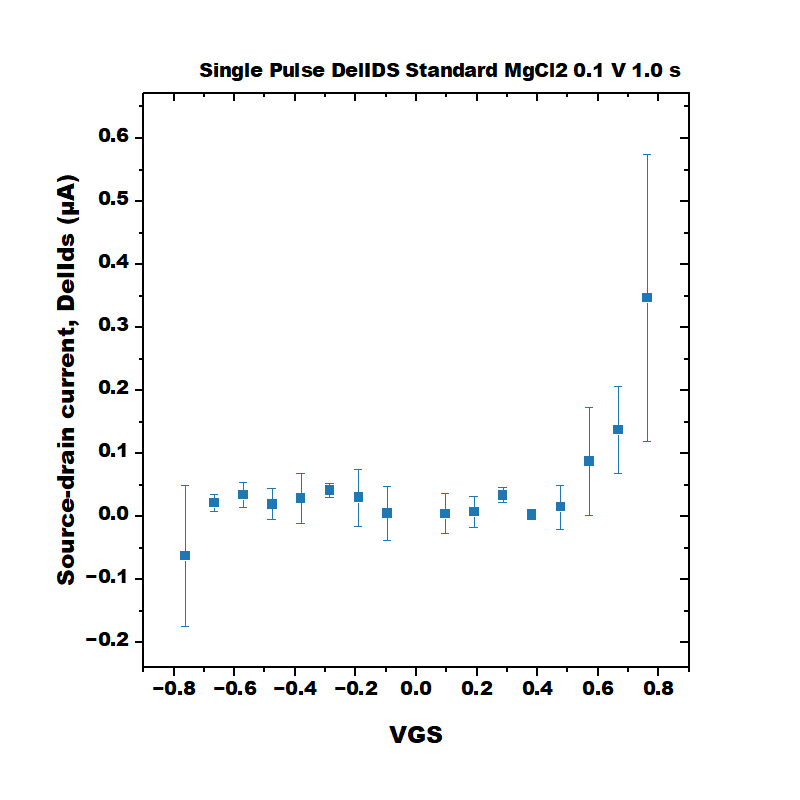 Single Pulse DelIDS Standard MgCl2 0.1 V 1.0 s
Source-drain current, DelIds (μA)
0.6
0.5
0.4
0.3
0.2
0.1
0.0
−0.1
−0.2
−0.8 −0.6 −0.4 −0.2 0.0 0.2 0.4 0.6 0.8
VGS